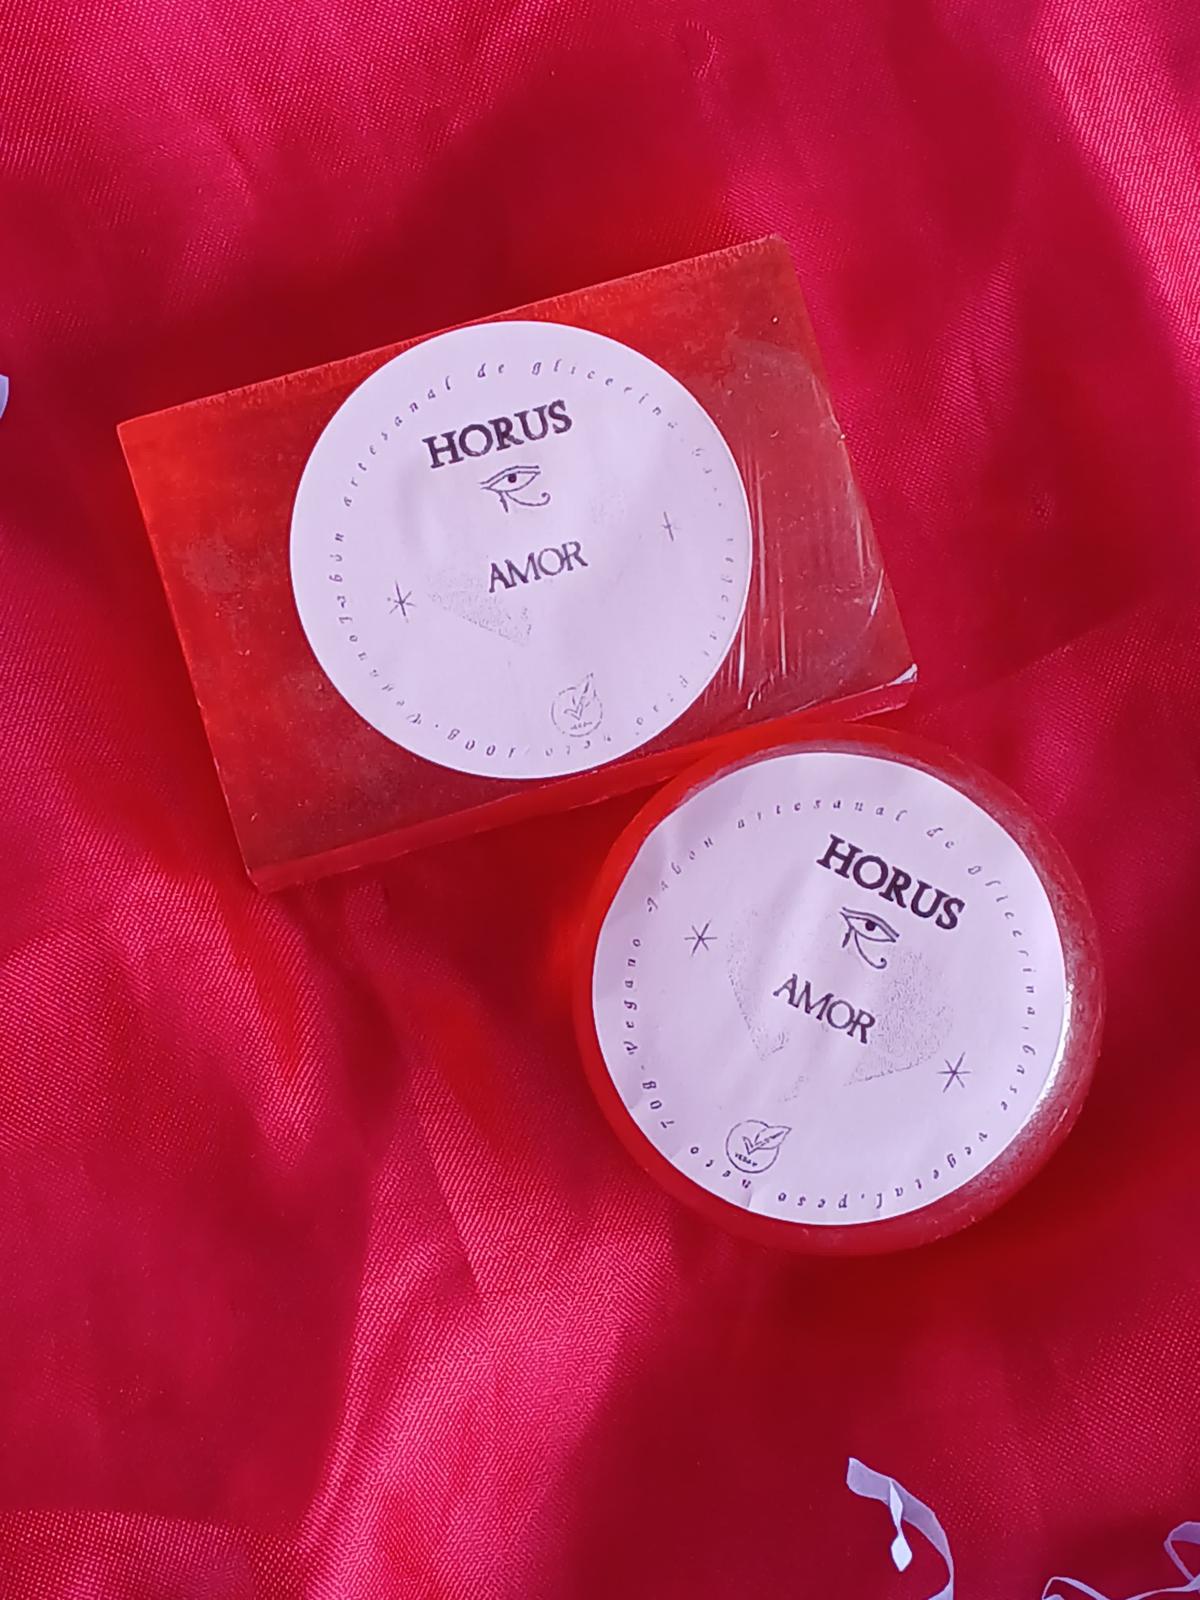 Jabón artesanal de glicerina, base vegetal. Peso neto 100g. Vegano
HORUS
AMOR
Jabón artesanal de glicerina, base vegetal, peso neto 70g. Vegano
HORUS
AMOR
VEGAN